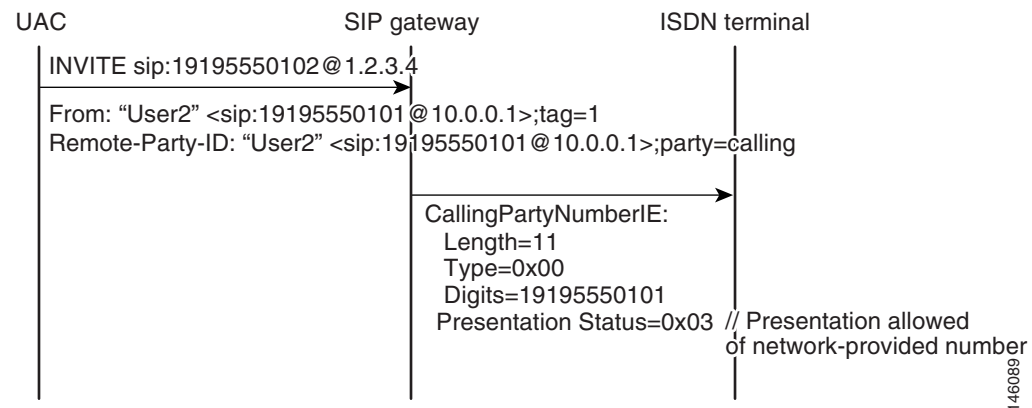 UAC SIP gateway ISDN terminal
INVITE sip:19195550102@1.2.3.4
From: “User2” <sip:19195550101@10.0.0.1>;tag=1
Remote-Party-ID: “User2” <sip:19195550101@10.0.0.1>;party=calling
CallingPartyNumberIE:
Length=11
Type=0x00
Digits=19195550101
Presentation Status=0x03 // Presentation allowed
of network-provided number
146089